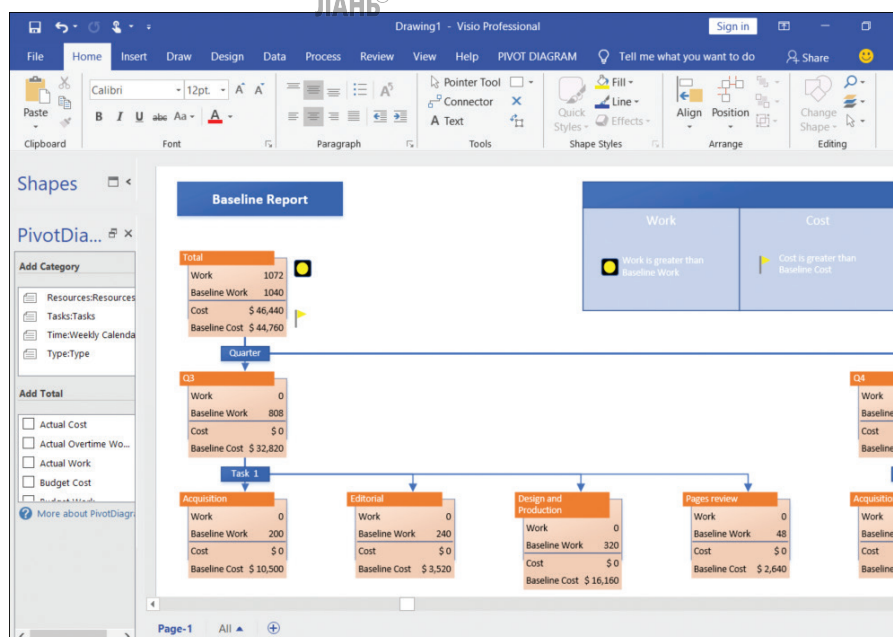 ЛАНЬ®
Drawing1 - Visio Professional
Sign in
File Home Insert Draw Design Data Process Review View Help PIVOT DIAGRAM Tell me what you want to do Share
Paste
Calibri 12pt. A A
B I U abc Aa A
Pointer Tool
Connector
A Text
Quick Styles
Fill
Line
Effects
Align Position
Change Shape
Clipboard Font Paragraph Tools Shape Styles Arrange Editing
Shapes
PivotDia...
Add Category
Resources:Resources
Tasks:Tasks
Time:Weekly Calenda
Type:Type
Add Total
Actual Cost
Actual Overtime Wo...
Actual Work
Budget Cost
More about PivotDiagr
Baseline Report
Work
Work is greater than
Baseline Work
Cost
Cost is greater than
Baseline Cost
Total
Work 1072
Baseline Work 1040
Cost $ 46,440
Baseline Cost $ 44,760
Quarter
Q3
Work 0
Baseline Work 808
Cost $ 0
Baseline Cost $ 32,820
Q4
Work
Baseline
Cost
Baseline
Task 1
Acquisition
Work 0
Baseline Work 200
Cost $ 0
Baseline Cost $ 10,500
Editorial
Work 0
Baseline Work 240
Cost $ 0
Baseline Cost $ 3,520
Design and
Production
Work 0
Baseline Work 320
Cost $ 0
Baseline Cost $ 16,160
Pages review
Work 0
Baseline Work 48
Cost $ 0
Baseline Cost $ 2,640
Acquisition
Work
Baseline
Cost
Baseline
Page-1 All